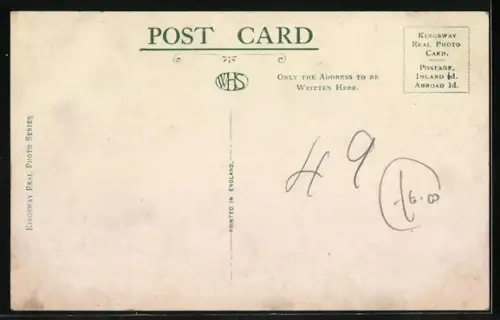 POST CARD
KINGSWAY
REAL PHOTO
CARD.
POSTAGE,
INLAND ½d.
ABROAD 1d.
WHS
ONLY THE ADDRESS TO BE
WRITTEN HERE.
KINGSWAY REAL PHOTO SERIES
PRINTED IN ENGLAND.
49